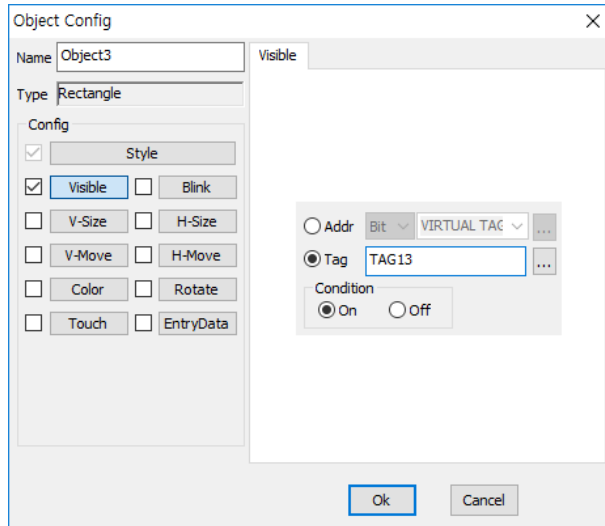 Object Config
Name Object3
Type Rectangle
Config
Style
Visible Blink
V-Size H-Size
V-Move H-Move
Color Rotate
Touch EntryData
Visible
Addr Bit VIRTUAL TAG ...
Tag TAG13 ...
Condition
On Off
Ok Cancel